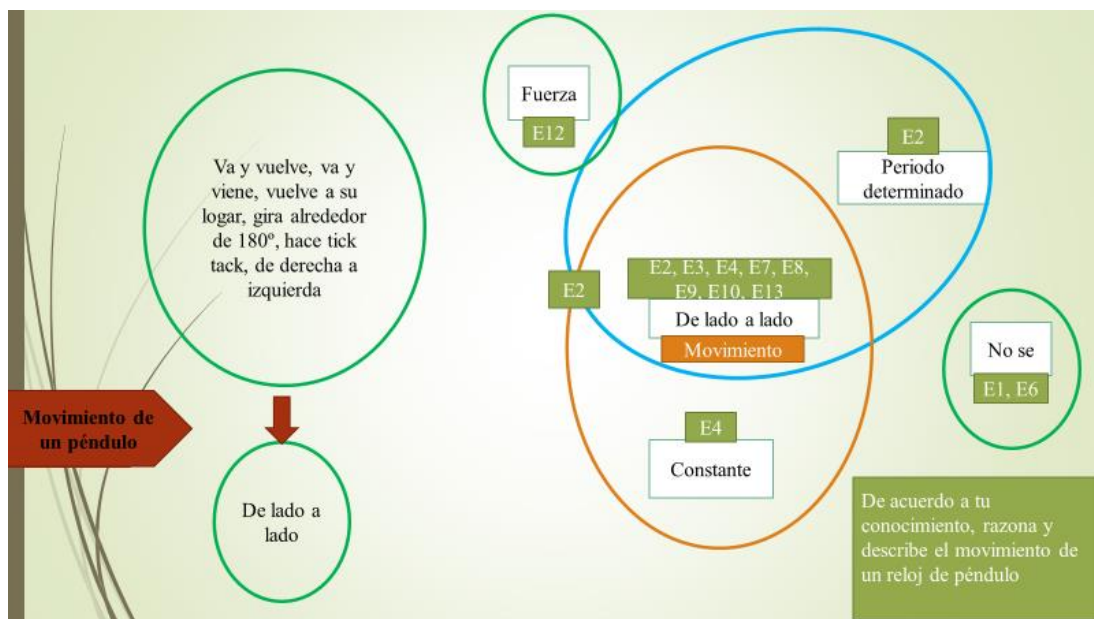 Va y vuelve, va y
viene, vuelve a su
logar, gira alrededor
de 180º, hace tick
tack, de derecha a
izquierda
Movimiento de
un péndulo
De lado a
lado
Fuerza
E12
E2
Periodo
determinado
E2
E2, E3, E4, E7, E8,
E9, E10, E13
De lado a lado
Movimiento
No se
E1, E6
E4
Constante
De acuerdo a tu
conocimiento, razona y
describe el movimiento de
un reloj de péndulo